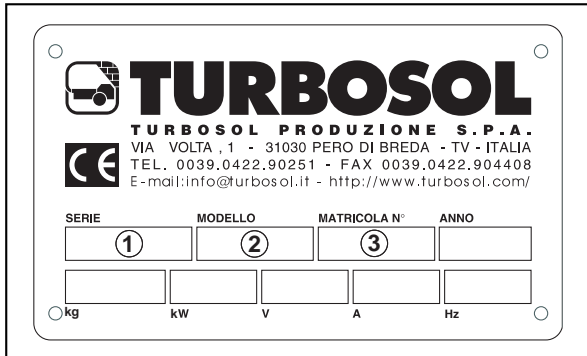 TURBOSOL
TURBOSOL PRODUZIONE S.P.A.
VIA VOLTA , 1 - 31030 PERO DI BREDA - TV - ITALIA
TEL. 0039.0422.90251 - FAX 0039.0422.904408
E-mail:info@turbosol.it - http://www.turbosol.com/
CE
SERIE MODELLO MATRICOLA N° ANNO
1 2 3
kg kW V A Hz